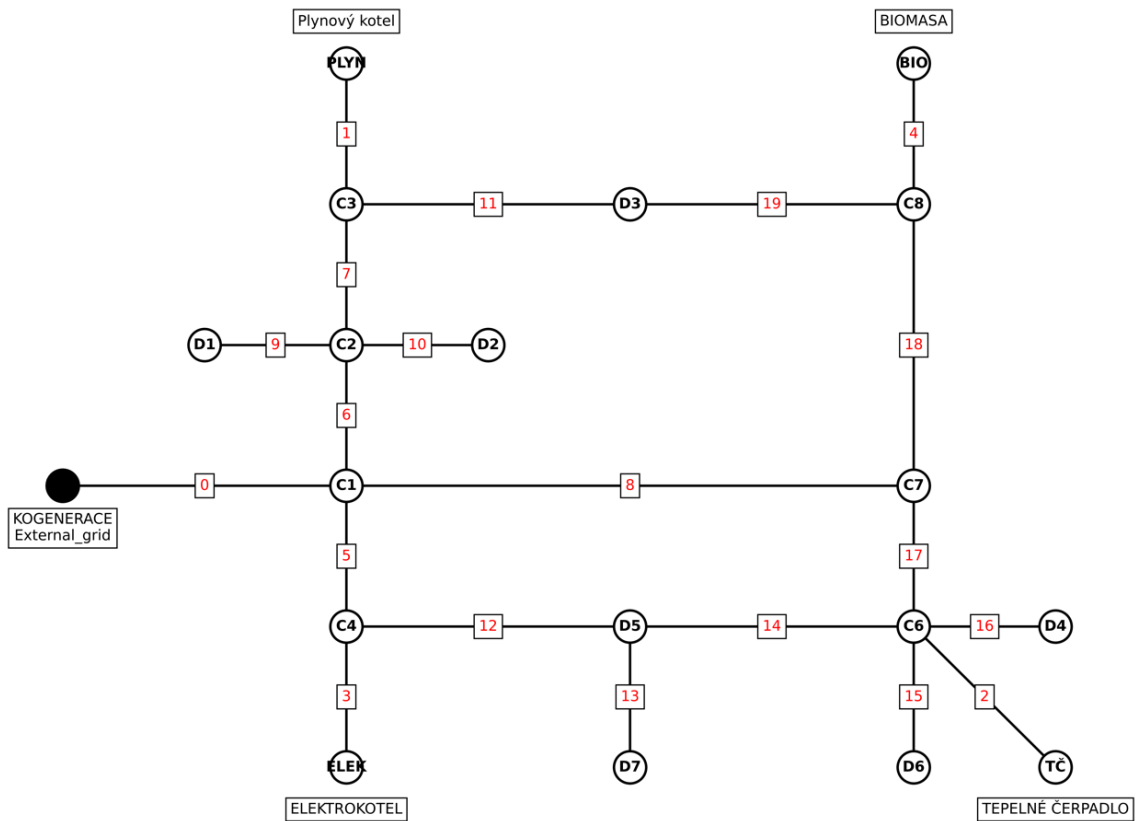 Plynový kotel
BIOMASA
PLYN
BIO
1
4
C3
11
D3
19
C8
7
D1
9
C2
10
D2
18
6
0
C1
8
C7
KOGENERACE
External_grid
5
17
C4
12
D5
14
C6
16
D4
3
13
15
2
ELEK
D7
D6
TČ
ELEKTROKOTEL
TEPELNÉ ČERPADLO